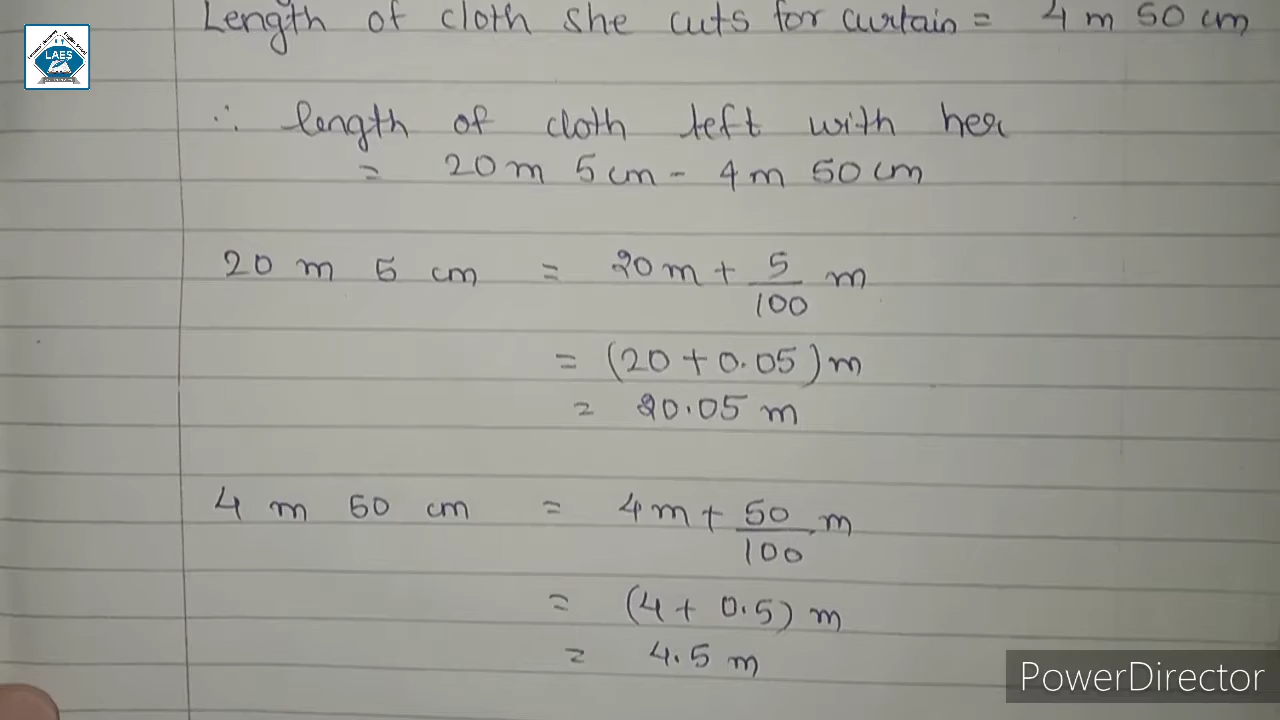 Length of cloth she cuts for curtain = 4 m 50 cm
LAES
∴ length of cloth left with her
= 20 m 5 cm - 4 m 50 cm
20 m 5 cm = 20 m + 5/100 m
= (20 + 0.05) m
= 20.05 m
4 m 50 cm = 4 m + 50/100 m
= (4 + 0.5) m
= 4.5 m
PowerDirector